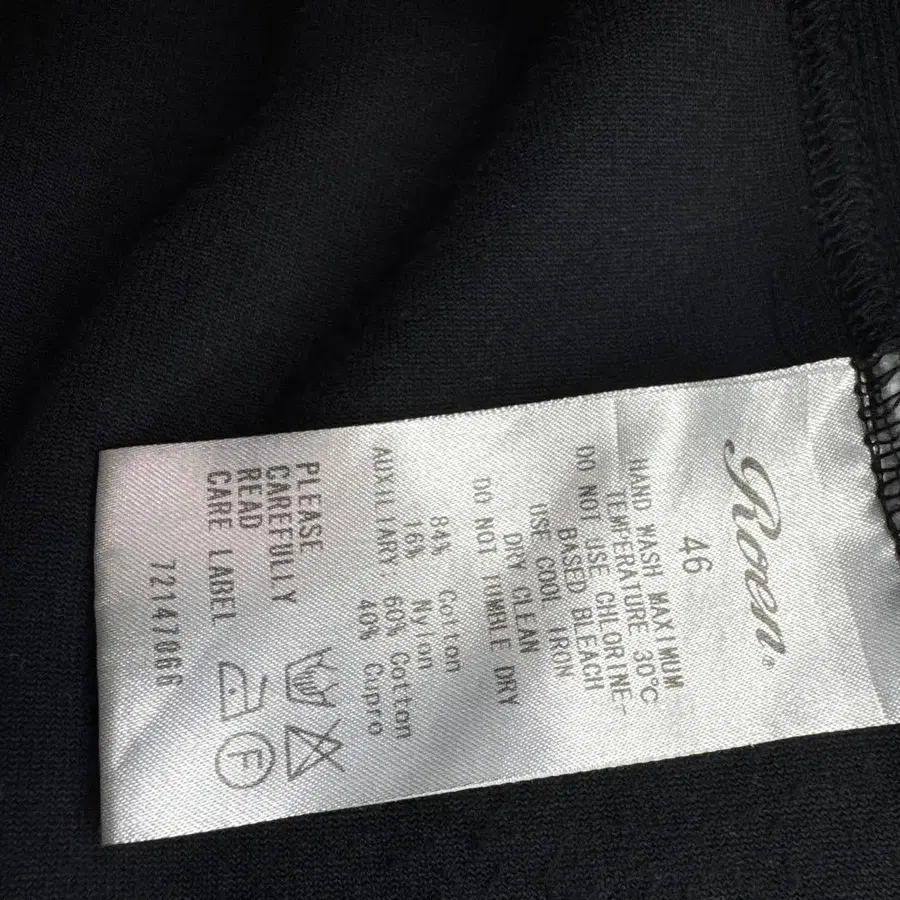 Roen®
46
HAND WASH MAXIMUM
TEMPERATURE 30°C
DO NOT USE CHLORINE-
BASED BLEACH
USE COOL IRON
DRY CLEAN
DO NOT TUMBLE DRY
84% Cotton
16% Nylon
AUXILIARY, 60% Cotton
40% Cupro
PLEASE
CAREFULLY
READ
CARE LABEL
F
72147066